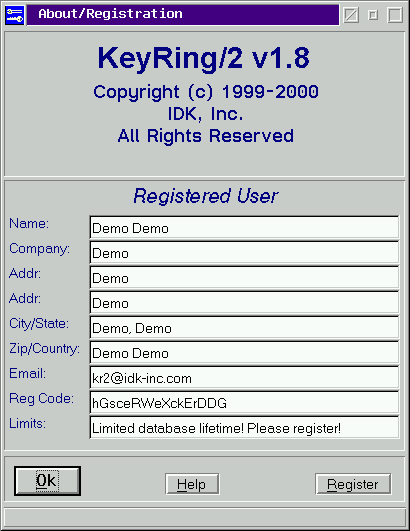 About/Registration
KeyRing/2 v1.8
Copyright (c) 1999-2000
IDK, Inc.
All Rights Reserved
Registered User
Name: Demo Demo
Company: Demo
Addr: Demo
Addr: Demo
City/State: Demo, Demo
Zip/Country: Demo Demo
Email: kr2@idk-inc.com
Reg Code: hGsceRWeXckErDDG
Limits: Limited database lifetime! Please register!
Ok Help Register